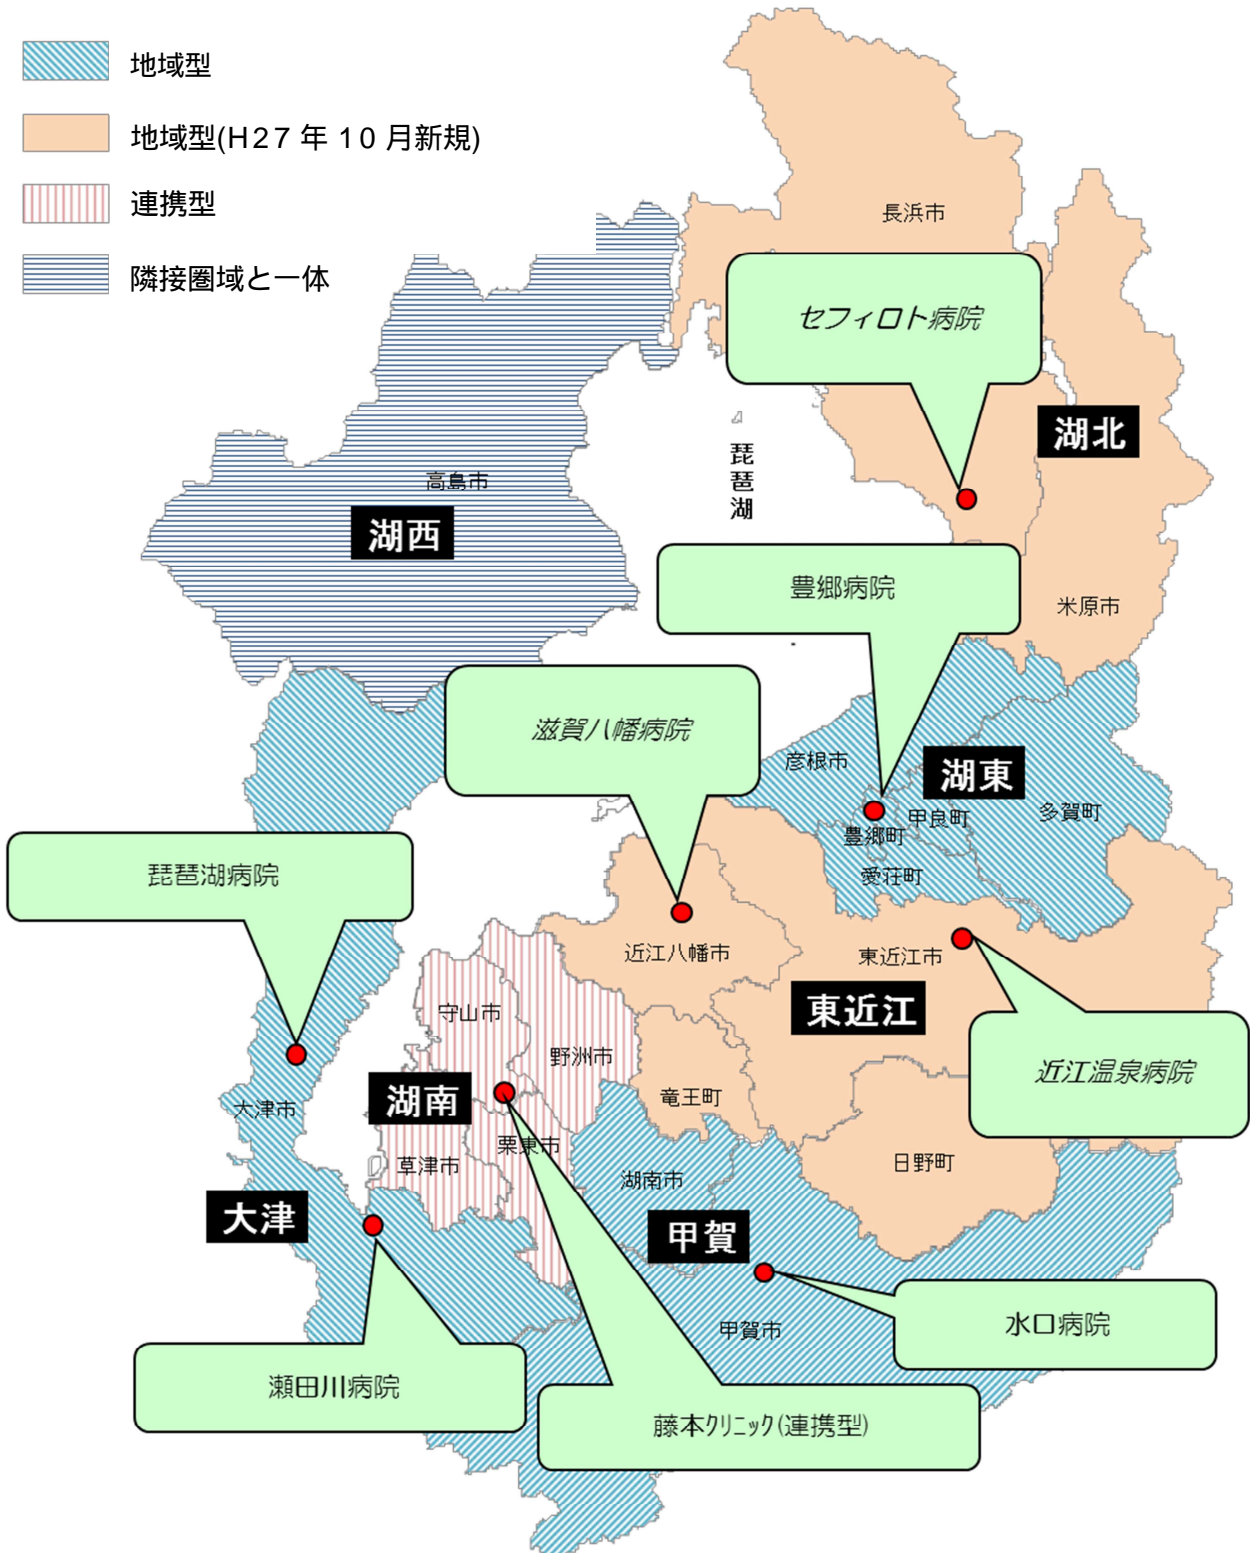 地域型
地域型(H27 年 10 月新規)
連携型
隣接圏域と一体
長浜市
セフィロト病院
湖北
琵琶湖
高島市
湖西
豊郷病院
米原市
滋賀八幡病院
彦根市
湖東
多賀町
甲良町
豊郷町
愛荘町
琵琶湖病院
近江八幡市
東近江市
東近江
守山市
野洲市
近江温泉病院
湖南
竜王町
大津市
栗東市
草津市
日野町
湖南市
大津
甲賀
水口病院
甲賀市
瀬田川病院
藤本クリニック(連携型)